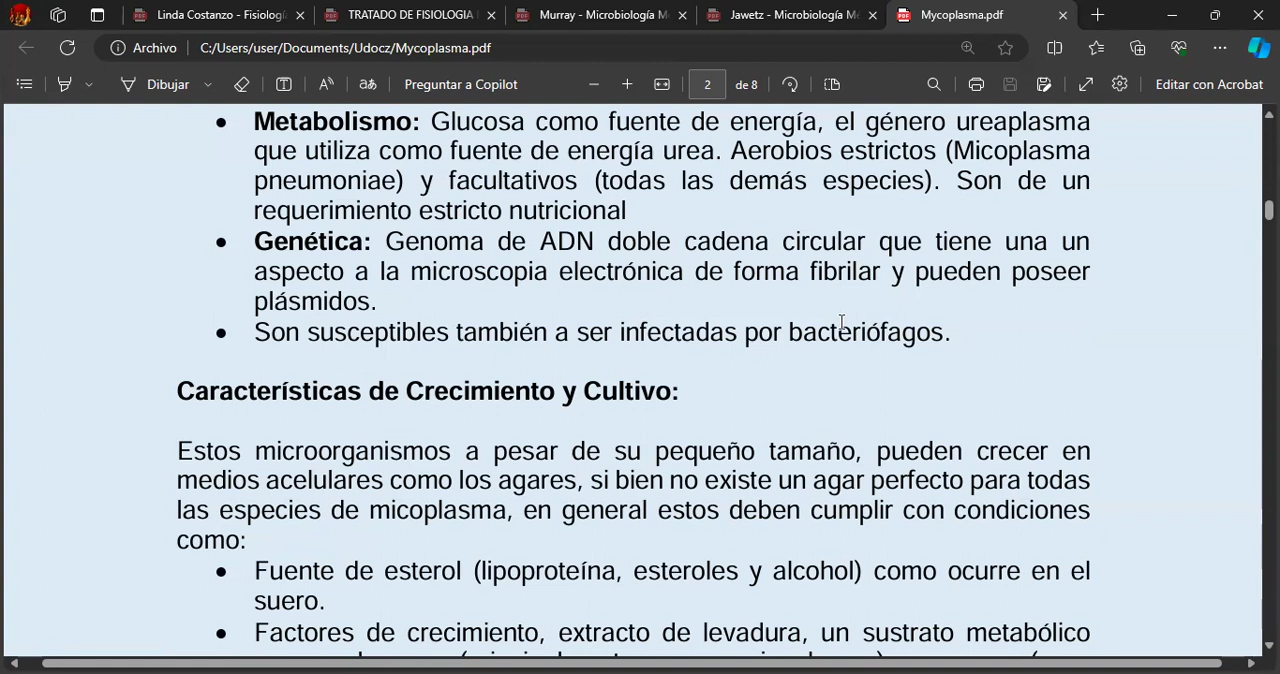 Linda Costanzo - Fisiologí
TRATADO DE FISIOLOGIA
Murray - Microbiología M
Jawetz - Microbiología Mé
Mycoplasma.pdf
Archivo
C:/Users/user/Documents/Udocz/Mycoplasma.pdf
Dibujar
Preguntar a Copilot
2 de 8
Editar con Acrobat
• Metabolismo: Glucosa como fuente de energía, el género ureaplasma
que utiliza como fuente de energía urea. Aerobios estrictos (Micoplasma
pneumoniae) y facultativos (todas las demás especies). Son de un
requerimiento estricto nutricional
• Genética: Genoma de ADN doble cadena circular que tiene una un
aspecto a la microscopia electrónica de forma fibrilar y pueden poseer
plásmidos.
• Son susceptibles también a ser infectadas por bacteriófagos.
Características de Crecimiento y Cultivo:
Estos microorganismos a pesar de su pequeño tamaño, pueden crecer en
medios acelulares como los agares, si bien no existe un agar perfecto para todas
las especies de micoplasma, en general estos deben cumplir con condiciones
como:
• Fuente de esterol (lipoproteína, esteroles y alcohol) como ocurre en el
suero.
• Factores de crecimiento, extracto de levadura, un sustrato metabólico